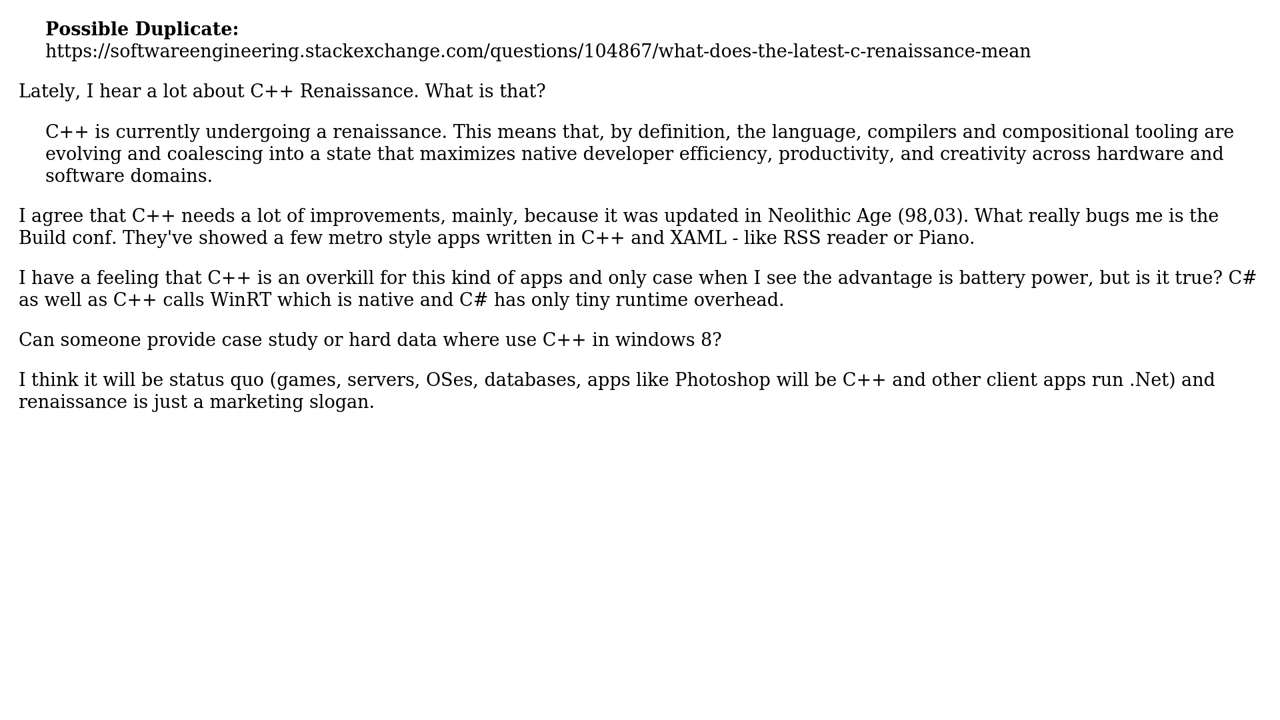 Possible Duplicate:
https://softwareengineering.stackexchange.com/questions/104867/what-does-the-latest-c-renaissance-mean
Lately, I hear a lot about C++ Renaissance. What is that?
C++ is currently undergoing a renaissance. This means that, by definition, the language, compilers and compositional tooling are
evolving and coalescing into a state that maximizes native developer efficiency, productivity, and creativity across hardware and
software domains.
I agree that C++ needs a lot of improvements, mainly, because it was updated in Neolithic Age (98,03). What really bugs me is the
Build conf. They've showed a few metro style apps written in C++ and XAML - like RSS reader or Piano.
I have a feeling that C++ is an overkill for this kind of apps and only case when I see the advantage is battery power, but is it true? C#
as well as C++ calls WinRT which is native and C# has only tiny runtime overhead.
Can someone provide case study or hard data where use C++ in windows 8?
I think it will be status quo (games, servers, OSes, databases, apps like Photoshop will be C++ and other client apps run .Net) and
renaissance is just a marketing slogan.